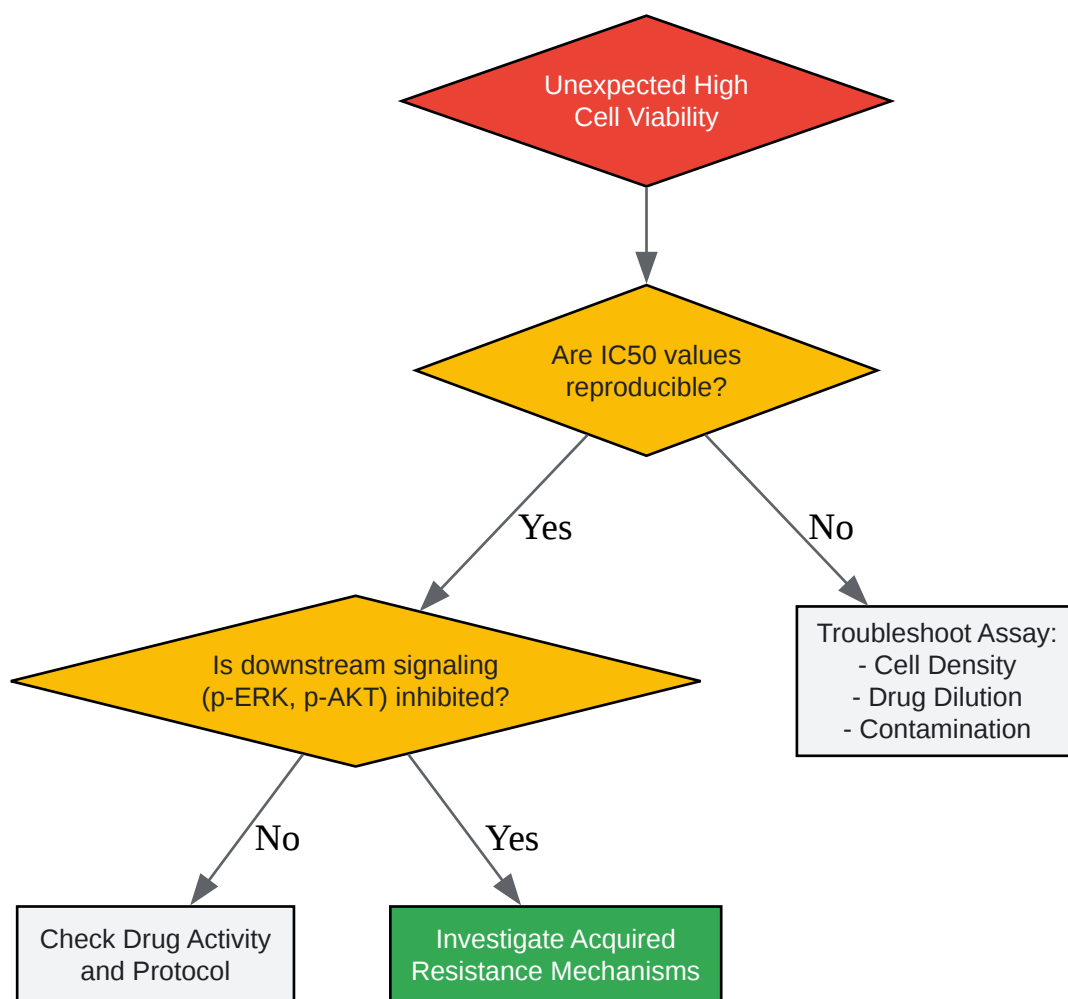 Unexpected High
Cell Viability
Are IC50 values
reproducible?
Yes
No
Is downstream signaling
(p-ERK, p-AKT) inhibited?
Troubleshoot Assay:
- Cell Density
- Drug Dilution
- Contamination
No
Yes
Check Drug Activity
and Protocol
Investigate Acquired
Resistance Mechanisms